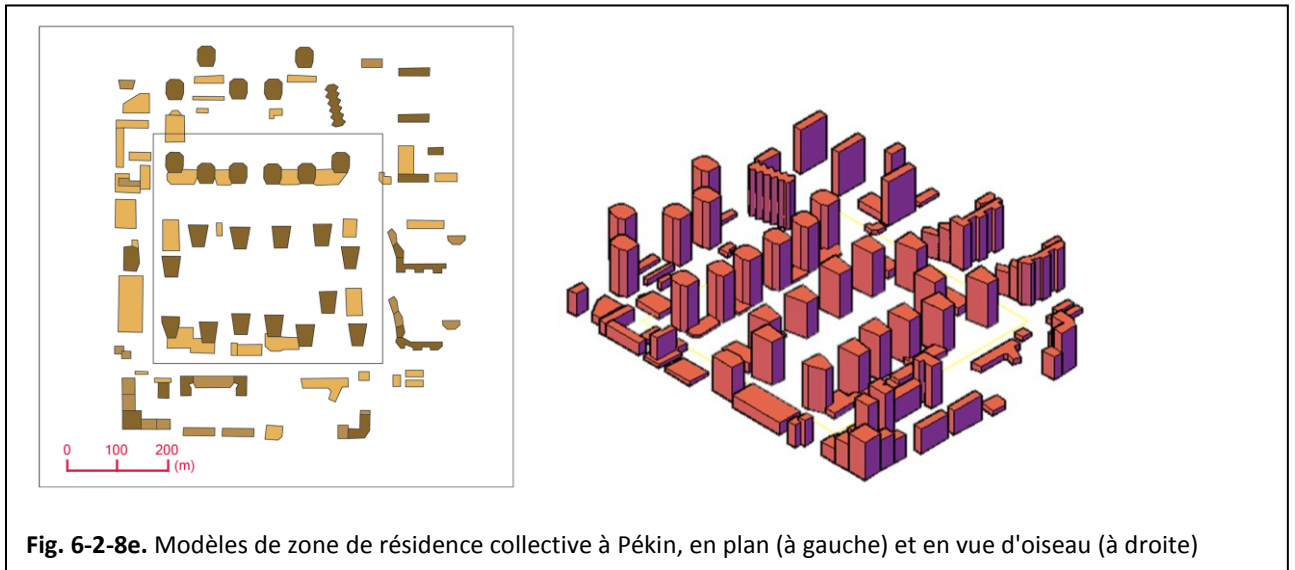 0 100 200
(m)
Fig. 6-2-8e. Modèles de zone de résidence collective à Pékin, en plan (à gauche) et en vue d'oiseau (à droite)